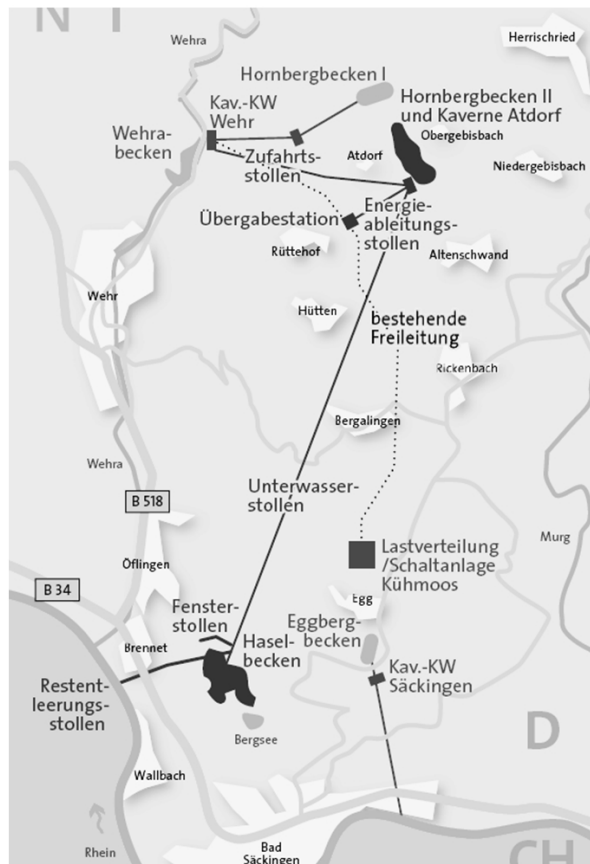 Wehra
Herrischried
Hornbergbecken I
Kav.-KW
Wehr
Hornbergbecken II
und Kaverne Atdorf
Obergebisbach
Wehra-
becken
Zufahrts-
stollen
Atdorf
Niedergebisbach
Energie-
ableitungs-
stollen
Übergabestation
Rüttehof
Altenschwand
Wehr
Hütten
bestehende
Freileitung
Rickenbach
Bergalingen
Wehra
Unterwasser-
stollen
B 518
Murg
Lastverteilung
/Schaltanlage
Kühmoos
Öflingen
B 34
Egg
Fenster-
stollen
Eggberg-
becken
Hasel-
becken
Brennet
Kav.-KW
Säckingen
Restent-
leerungs-
stollen
Bergsee
D
Wallbach
Rhein
Bad
Säckingen
CH